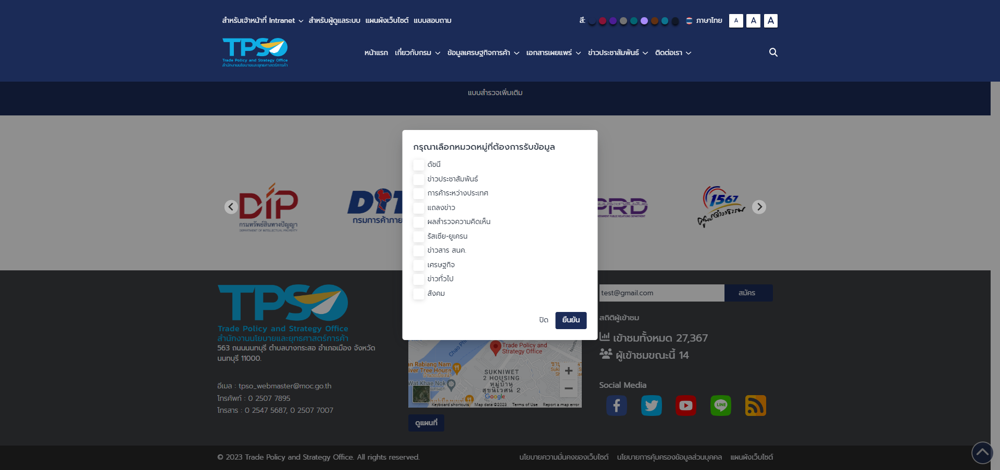 สำหรับเจ้าหน้าที่ Intranet สำหรับผู้ดูแลระบบ แผนผังเว็บไซต์ แบบสอบถาม
สี: ภาษาไทย A A A
TPSO
Trade Policy and Strategy Office
สำนักงานนโยบายและยุทธศาสตร์การค้า
หน้าแรก เกี่ยวกับกรม ข้อมูลเศรษฐกิจการค้า เอกสารเผยแพร่ ข่าวประชาสัมพันธ์ ติดต่อเรา
แบบสำรวจเพิ่มเติม
กรุณาเลือกหมวดหมู่ที่ต้องการรับข้อมูล
ดัชนี
ข่าวประชาสัมพันธ์
การค้าระหว่างประเทศ
แถลงข่าว
ผลสำรวจความคิดเห็น
รัสเซีย-ยูเครน
ข่าวสาร สนค.
เศรษฐกิจ
ข่าวทั่วไป
สังคม
ปิด ยืนยัน
DIP
กรมทรัพย์สินทางปัญญา
DEPARTMENT OF INTELLECTUAL PROPERTY
DIT
กรมการค้าภาย
PRD
1567
ศูนย์ดำรงธรรม
TPSO
Trade Policy and Strategy Office
สำนักงานนโยบายและยุทธศาสตร์การค้า
563 ถนนนนทบุรี ตำบลบางกระสอ อำเภอเมือง จังหวัด
นนทบุรี 11000.
อีเมล : tpso_webmaster@moc.go.th
โทรศัพท์ : 0 2507 7895
โทรสาร : 0 2547 5687, 0 2507 7007
Trade Policy and
Strategy Office
an Rabiang Nam
iver Tree House
บ้านระเบียงน้ำ
Wat Khae Nok
วัดแคนอก
SUKNIWET
2 HOUSING
หมู่บ้าน
สุขนิเวศน์ 2
Google
Keyboard shortcuts Map data ©2023 Terms of Use Report a map error
ดูแผนที่
test@gmail.com สมัคร
สถิติผู้เข้าชม
เข้าชมทั้งหมด 27,367
ผู้เข้าชมขณะนี้ 14
Social Media
LINE
© 2023 Trade Policy and Strategy Office. All rights reserved.
นโยบายความมั่นคงของเว็บไซต์ นโยบายการคุ้มครองข้อมูลส่วนบุคคล แผนผังเว็บไซต์